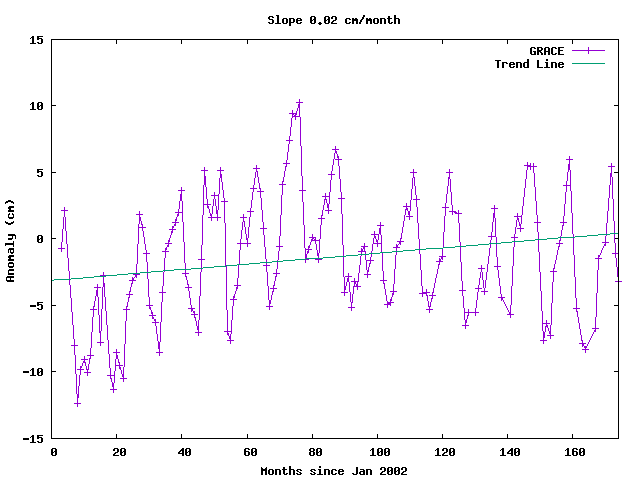 Slope 0.02 cm/month
15
GRACE
Trend Line
10
5
0
-5
-10
-15
Anomaly (cm)
0 20 40 60 80 100 120 140 160
Months since Jan 2002